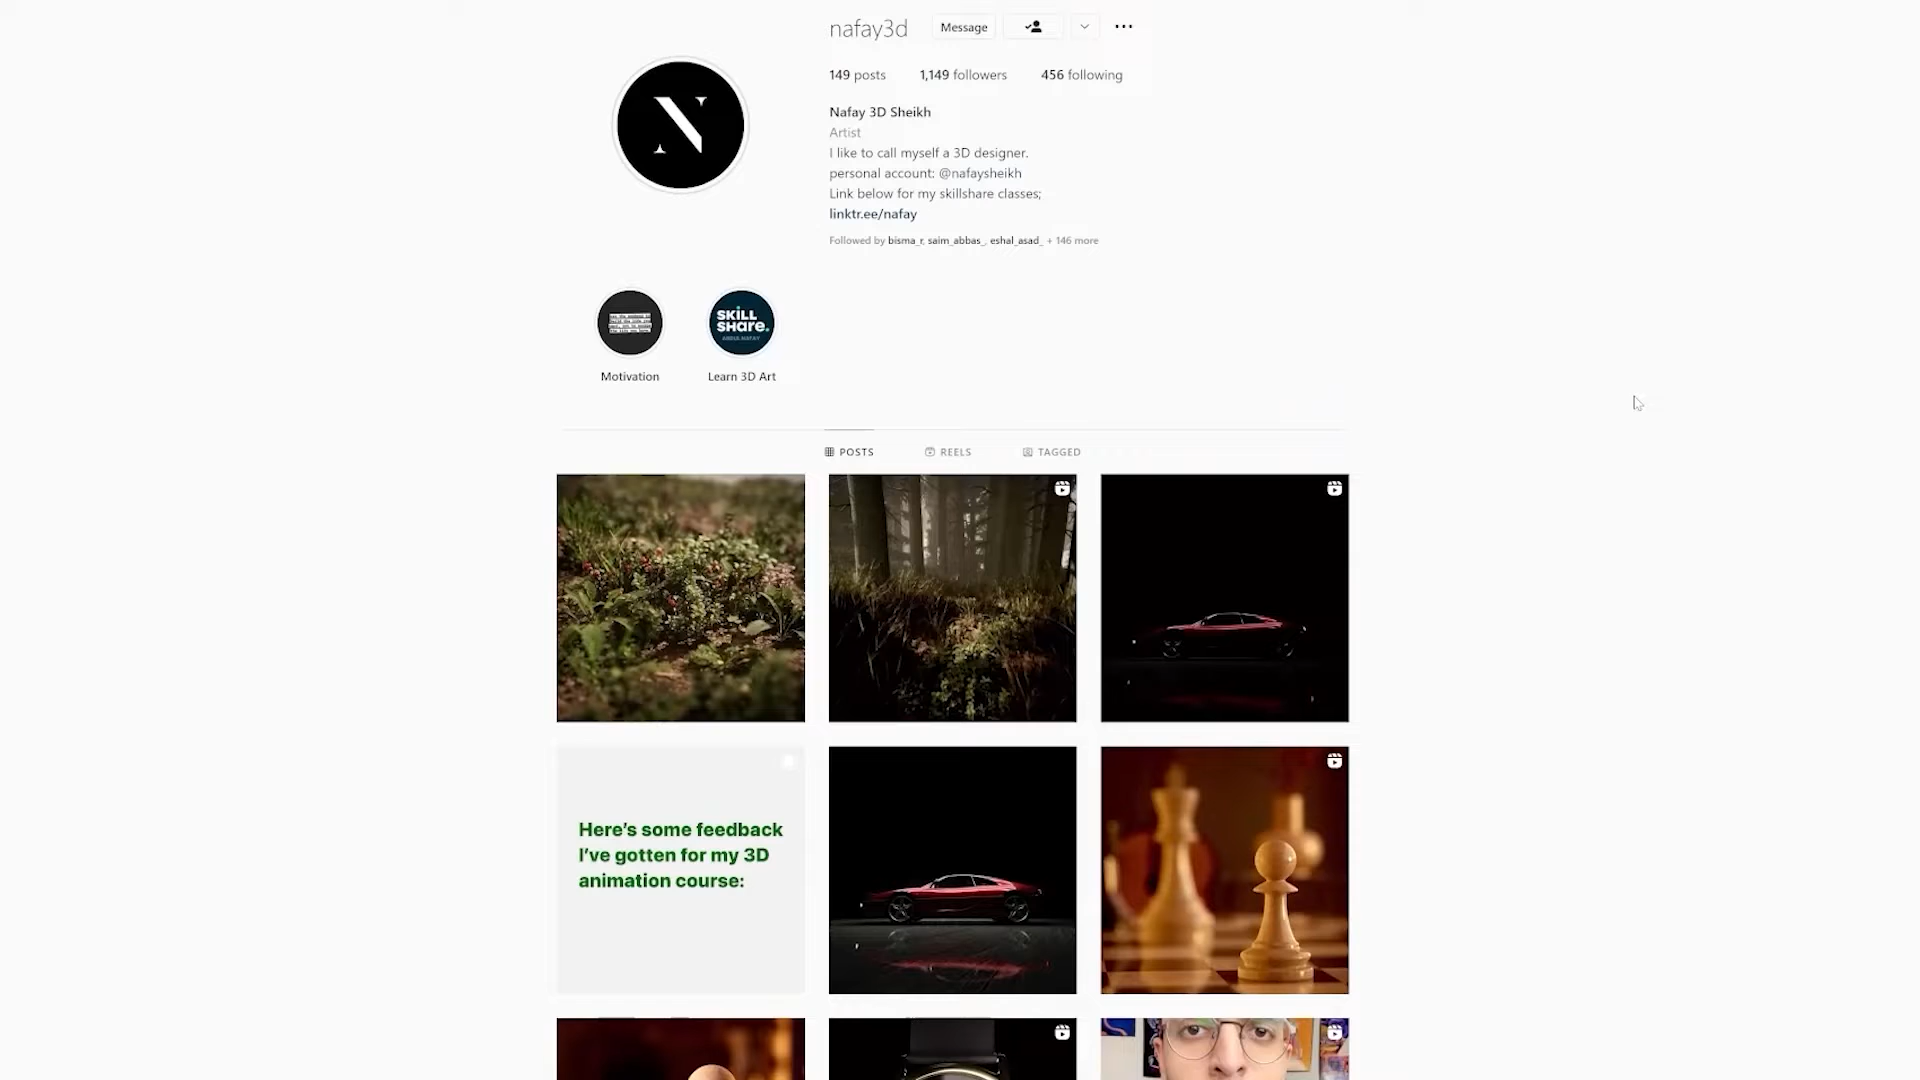 nafay3d
Message
149 posts
1,149 followers
456 following
Nafay 3D Sheikh
Artist
I like to call myself a 3D designer.
personal account: @nafaysheikh
Link below for my skillshare classes;
linktr.ee/nafay
Followed by bisma_r, saim_abbas_, eshal_asad_ + 146 more
N
SKILL
SHARE.
ABDUL NAFAY
Motivation
Learn 3D Art
POSTS
REELS
TAGGED
Here's some feedback
I've gotten for my 3D
animation course: